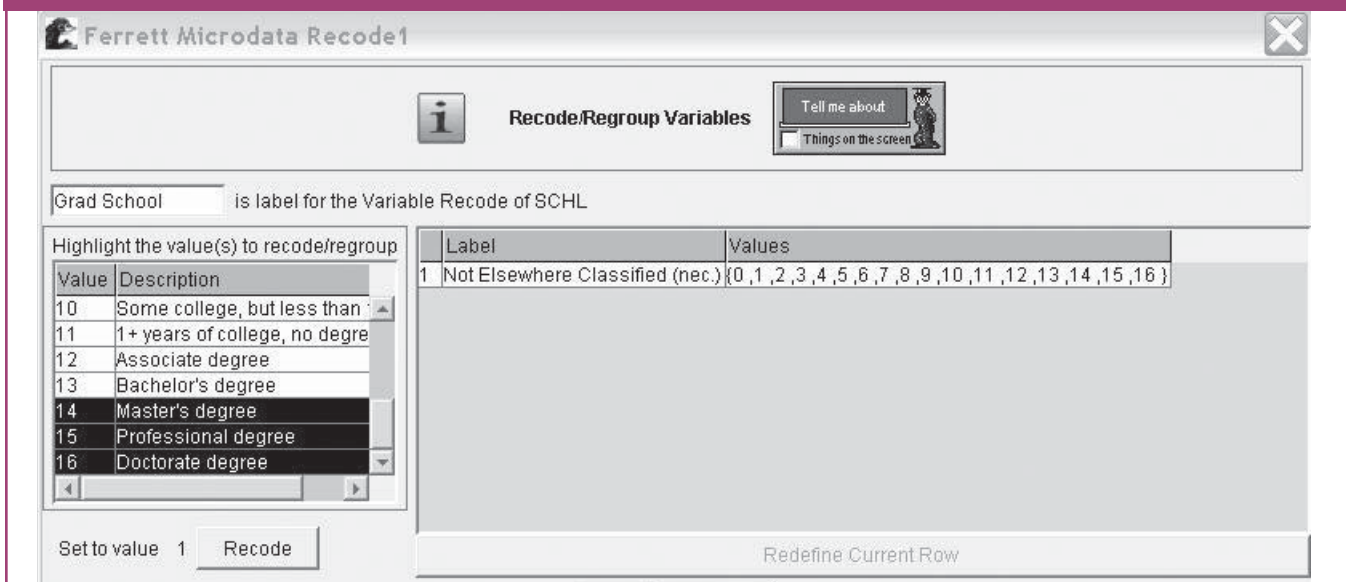 Ferrett Microdata Recode1
Recode/Regroup Variables
Tell me about
Things on the screen
Grad School is label for the Variable Recode of SCHL
Highlight the value(s) to recode/regroup
Value Description
10 Some college, but less than
11 1+ years of college, no degre
12 Associate degree
13 Bachelor's degree
14 Master's degree
15 Professional degree
16 Doctorate degree
Set to value 1 Recode
Label Values
1 Not Elsewhere Classified (nec.) {0 ,1 ,2 ,3 ,4 ,5 ,6 ,7 ,8 ,9 ,10 ,11 ,12 ,13 ,14 ,15 ,16 }
Redefine Current Row